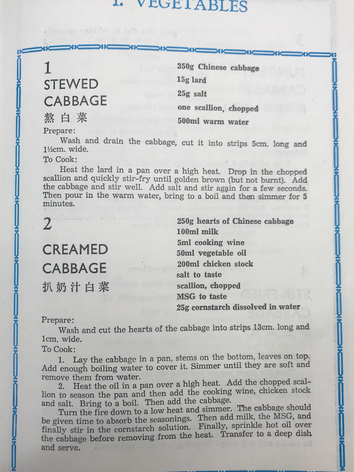 1. VEGETABLES
1
STEWED
CABBAGE
熬白菜
350g Chinese cabbage
15g lard
25g salt
one scallion, chopped
500ml warm water
Prepare:
Wash and drain the cabbage, cut it into strips 5cm. long and
1½cm. wide.
To Cook:
Heat the lard in a pan over a high heat. Drop in the chopped
scallion and quickly stir-fry until golden brown (but not burnt). Add
the cabbage and stir well. Add salt and stir again for a few seconds.
Then pour in the warm water, bring to a boil and then simmer for 5
minutes.
2
CREAMED
CABBAGE
扒奶汁白菜
250g hearts of Chinese cabbage
100ml milk
5ml cooking wine
50ml vegetable oil
200ml chicken stock
salt to taste
scallion, chopped
MSG to taste
25g cornstarch dissolved in water
Prepare:
Wash and cut the hearts of the cabbage into strips 13cm. long and
1cm. wide.
To Cook:
1. Lay the cabbage in a pan, stems on the bottom, leaves on top.
Add enough boiling water to cover it. Simmer until they are soft and
remove them from water.
2. Heat the oil in a pan over a high heat. Add the chopped scal-
lion to season the pan and then add the cooking wine, chicken stock
and salt. Bring to a boil. Then add the cabbage.
Turn the fire down to a low heat and simmer. The cabbage should
be given time to absorb the seasonings. Then add milk, the MSG, and
finally stir in the cornstarch solution. Finally, sprinkle hot oil over
the cabbage before removing from the heat. Transfer to a deep dish
and serve.